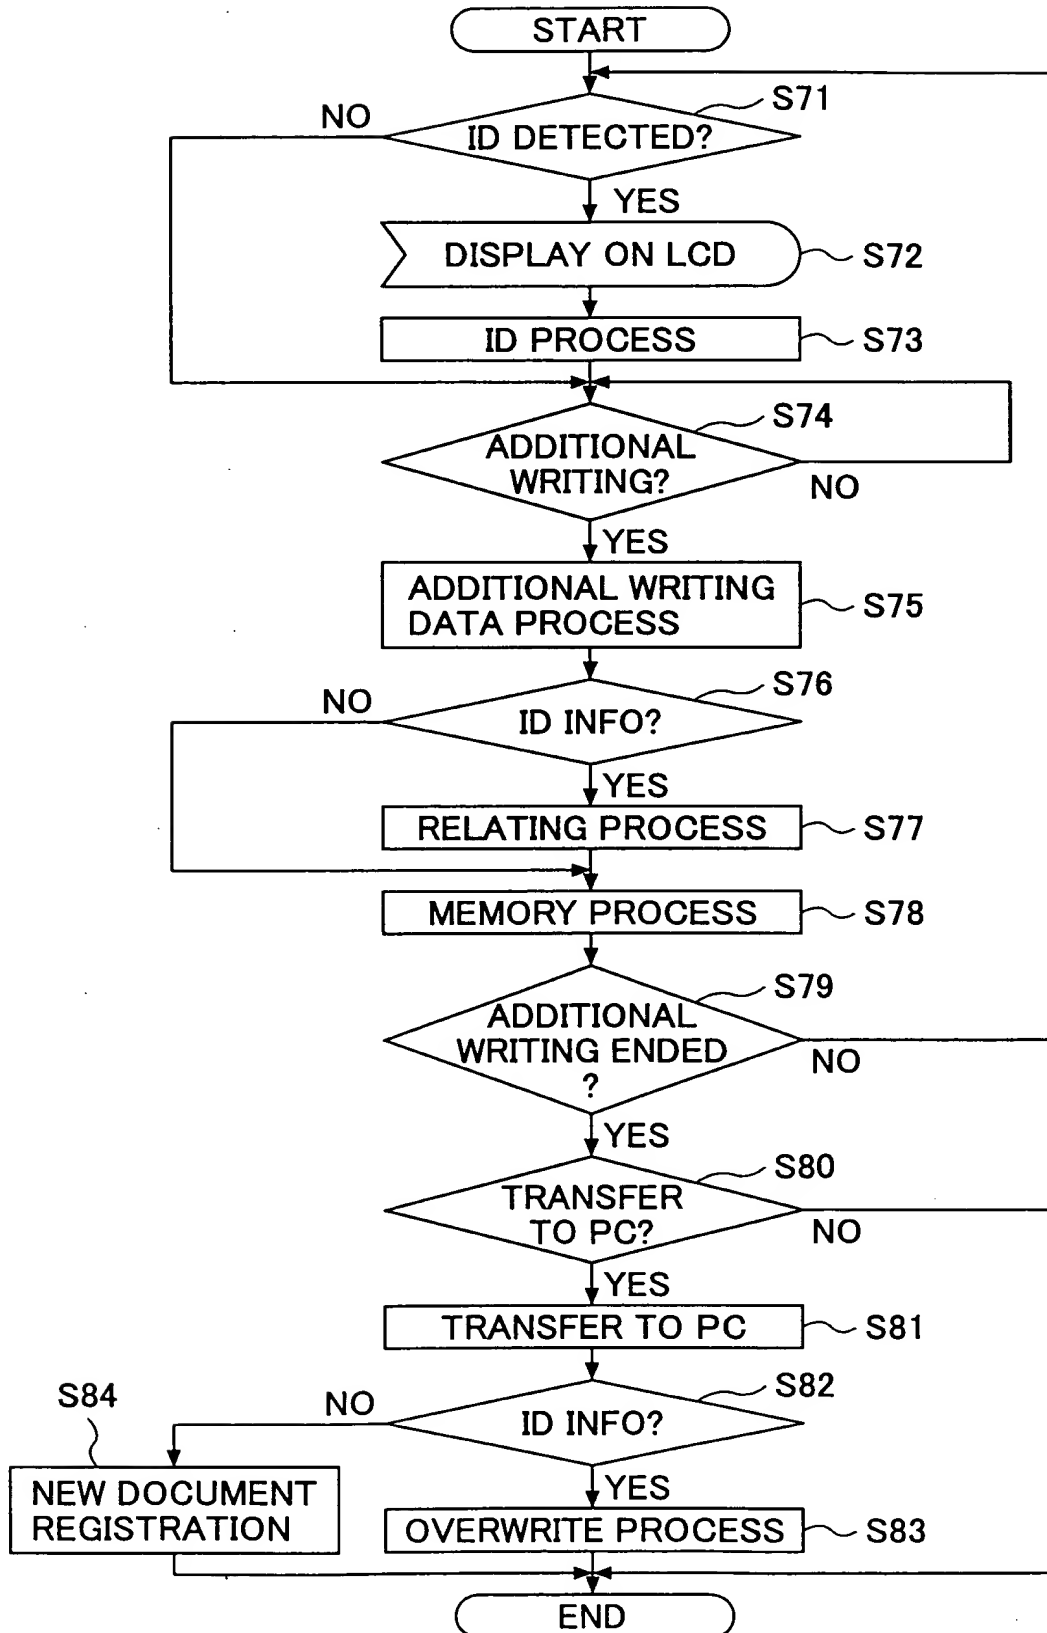 START
S71
NO
ID DETECTED?
YES
DISPLAY ON LCD
S72
ID PROCESS
S73
S74
ADDITIONAL
WRITING?
NO
YES
ADDITIONAL WRITING
DATA PROCESS
S75
S76
NO
ID INFO?
YES
RELATING PROCESS
S77
MEMORY PROCESS
S78
S79
ADDITIONAL
WRITING ENDED
?
NO
YES
S80
TRANSFER
TO PC?
NO
YES
TRANSFER TO PC
S81
S82
S84
NO
ID INFO?
YES
NEW DOCUMENT
REGISTRATION
OVERWRITE PROCESS
S83
END